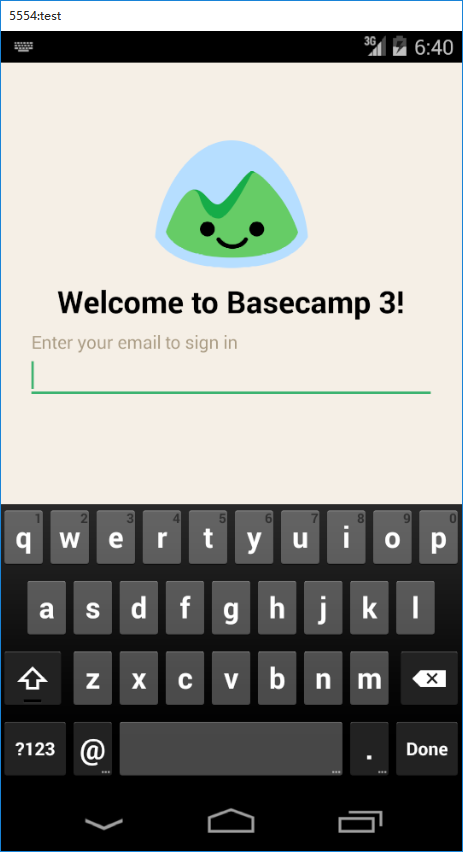 5554:test
3G 6:40
Welcome to Basecamp 3!
Enter your email to sign in
1 2 3 4 5 6 7 8 9 0
q w e r t y u i o p
a s d f g h j k l
z x c v b n m
?123 @ ... ... . ... Done